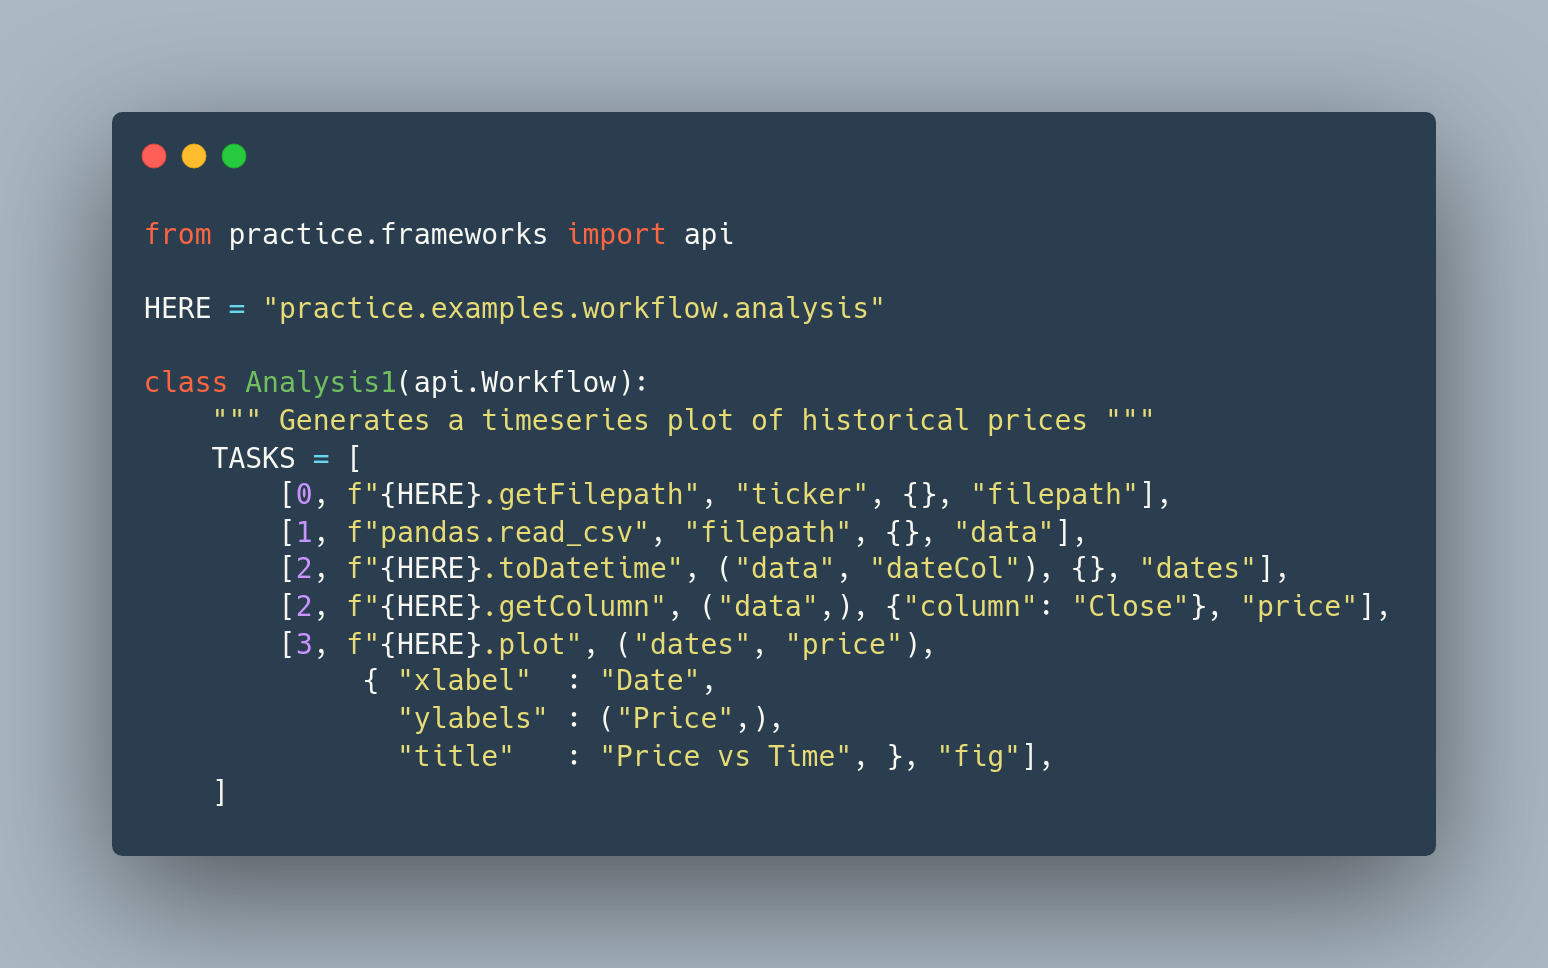 from practice.frameworks import api

HERE = "practice.examples.workflow.analysis"

class Analysis1(api.Workflow):
    """ Generates a timeseries plot of historical prices """
    TASKS = [
        [0, f"{HERE}.getFilepath", "ticker", {}, "filepath"],
        [1, f"pandas.read_csv", "filepath", {}, "data"],
        [2, f"{HERE}.toDatetime", ("data", "dateCol"), {}, "dates"],
        [2, f"{HERE}.getColumn", ("data",), {"column": "Close"}, "price"],
        [3, f"{HERE}.plot", ("dates", "price"),
             { "xlabel"  : "Date",
               "ylabels" : ("Price",),
               "title"   : "Price vs Time", }, "fig"],
    ]